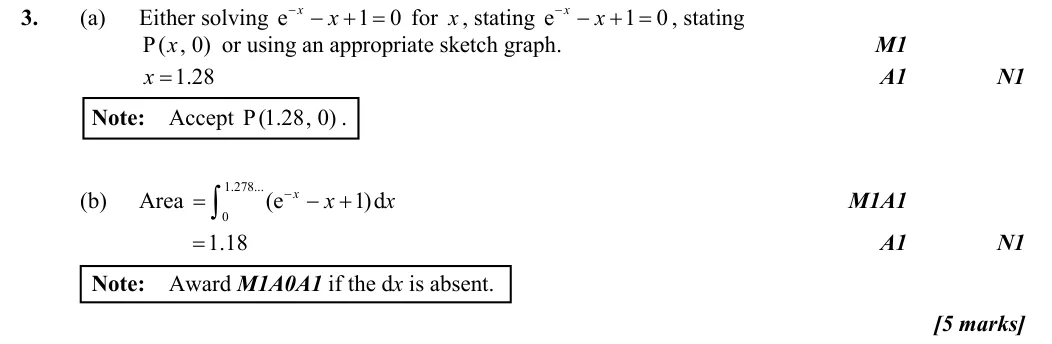 3. (a) Either solving e⁻ˣ − x + 1 = 0 for x, stating e⁻ˣ − x + 1 = 0, stating
P(x, 0) or using an appropriate sketch graph. M1
x = 1.28 A1 N1
Note: Accept P(1.28, 0).
(b) Area = ∫₀^1.278... (e⁻ˣ − x + 1) dx M1A1
= 1.18 A1 N1
Note: Award M1A0A1 if the dx is absent.
[5 marks]